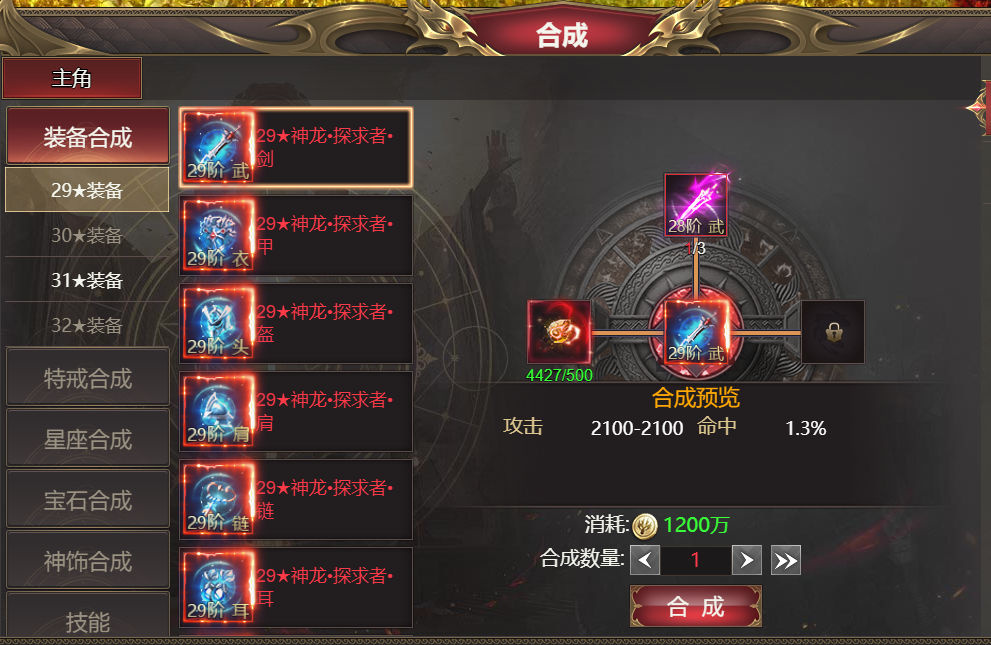 合成
主角
装备合成
29★装备
30★装备
31★装备
32★装备
特戒合成
星座合成
宝石合成
神饰合成
技能
29★神龙•探求者•
剑
29阶 武
29★神龙•探求者•
甲
29阶 衣
29★神龙•探求者•
盔
29阶 头
29★神龙•探求者•
肩
29阶 肩
29★神龙•探求者•
链
29阶 链
29★神龙•探求者•
耳
29阶 耳
28阶 武
1/3
29阶 武
4427/500
合成预览
攻击 2100-2100 命中 1.3%
消耗: 1200万
合成数量: 1
合 成